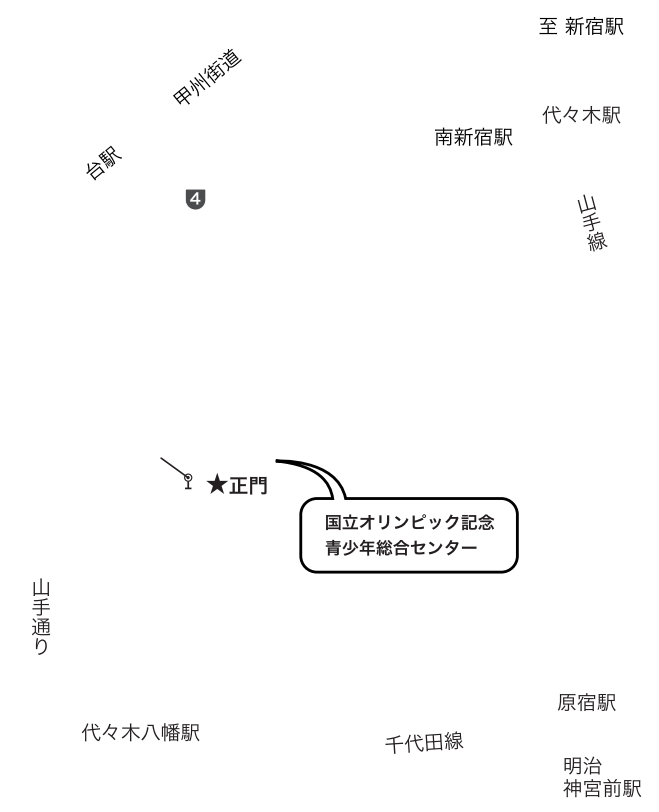 至 新宿駅
甲州街道
代々木駅
南新宿駅
台駅
4
山手線
★正門
国立オリンピック記念
青少年総合センター
山手通り
原宿駅
代々木八幡駅
千代田線
明治
神宮前駅